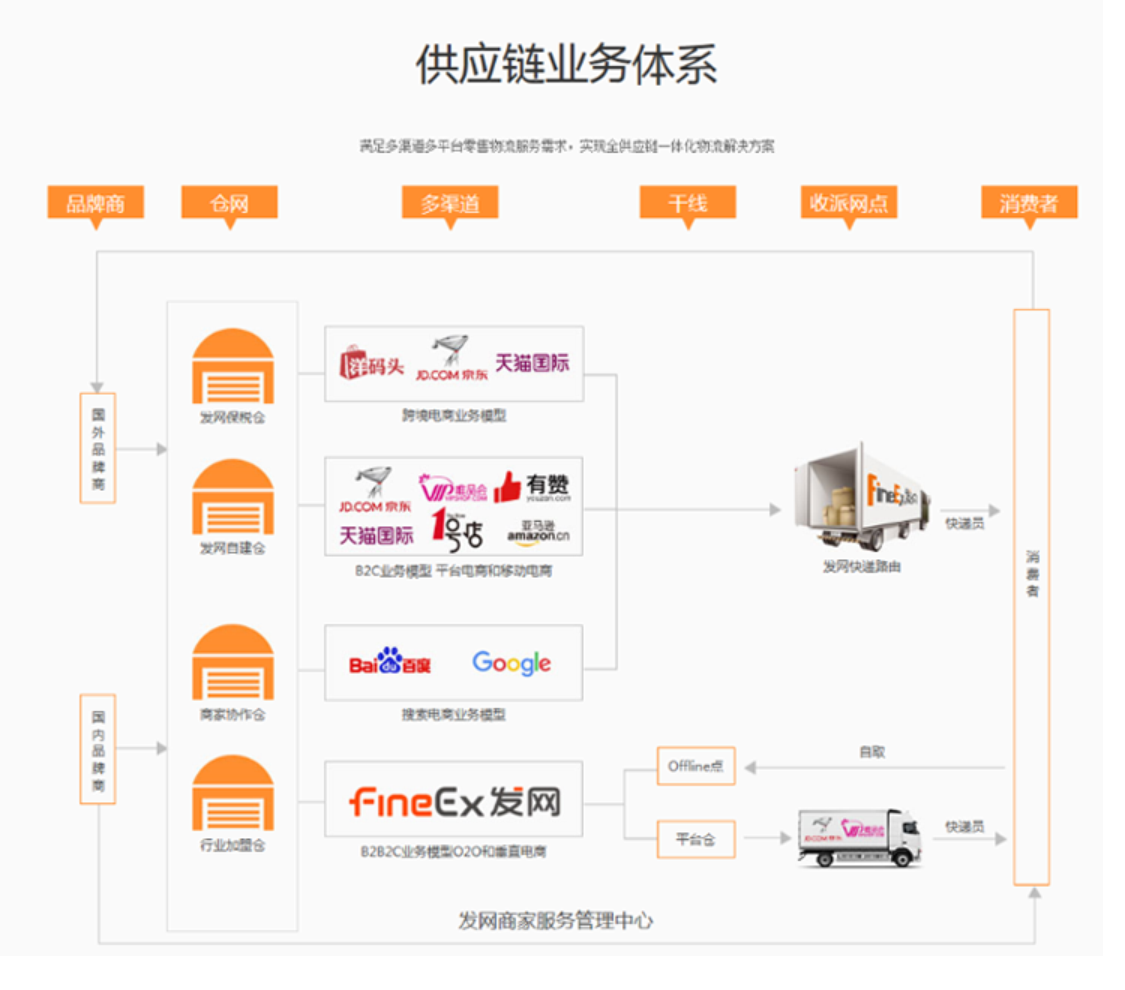 供应链业务体系
满足多渠道多平台零售物流服务需求，实现全供应链一体化物流解决方案
品牌商
仓网
多渠道
干线
收派网点
消费者
国外品牌商
国内品牌商
发网保税仓
发网自建仓
商家协作仓
行业加盟仓
洋码头
JD.COM 京东
天猫国际
跨境电商业务模型
JD.COM 京东
唯品会
VIPSHOP.COM
有赞
youzan.com
天猫国际
1号店
亚马逊
amazon.cn
B2C业务模型 平台电商和移动电商
Baidu百度
Google
搜索电商业务模型
FineEx发网
B2B2C业务模型O2O和垂直电商
FineEx发网
发网快递路由
快递员
消费者
Offline点
自取
平台仓
JD.COM 京东
唯品会
快递员
发网商家服务管理中心